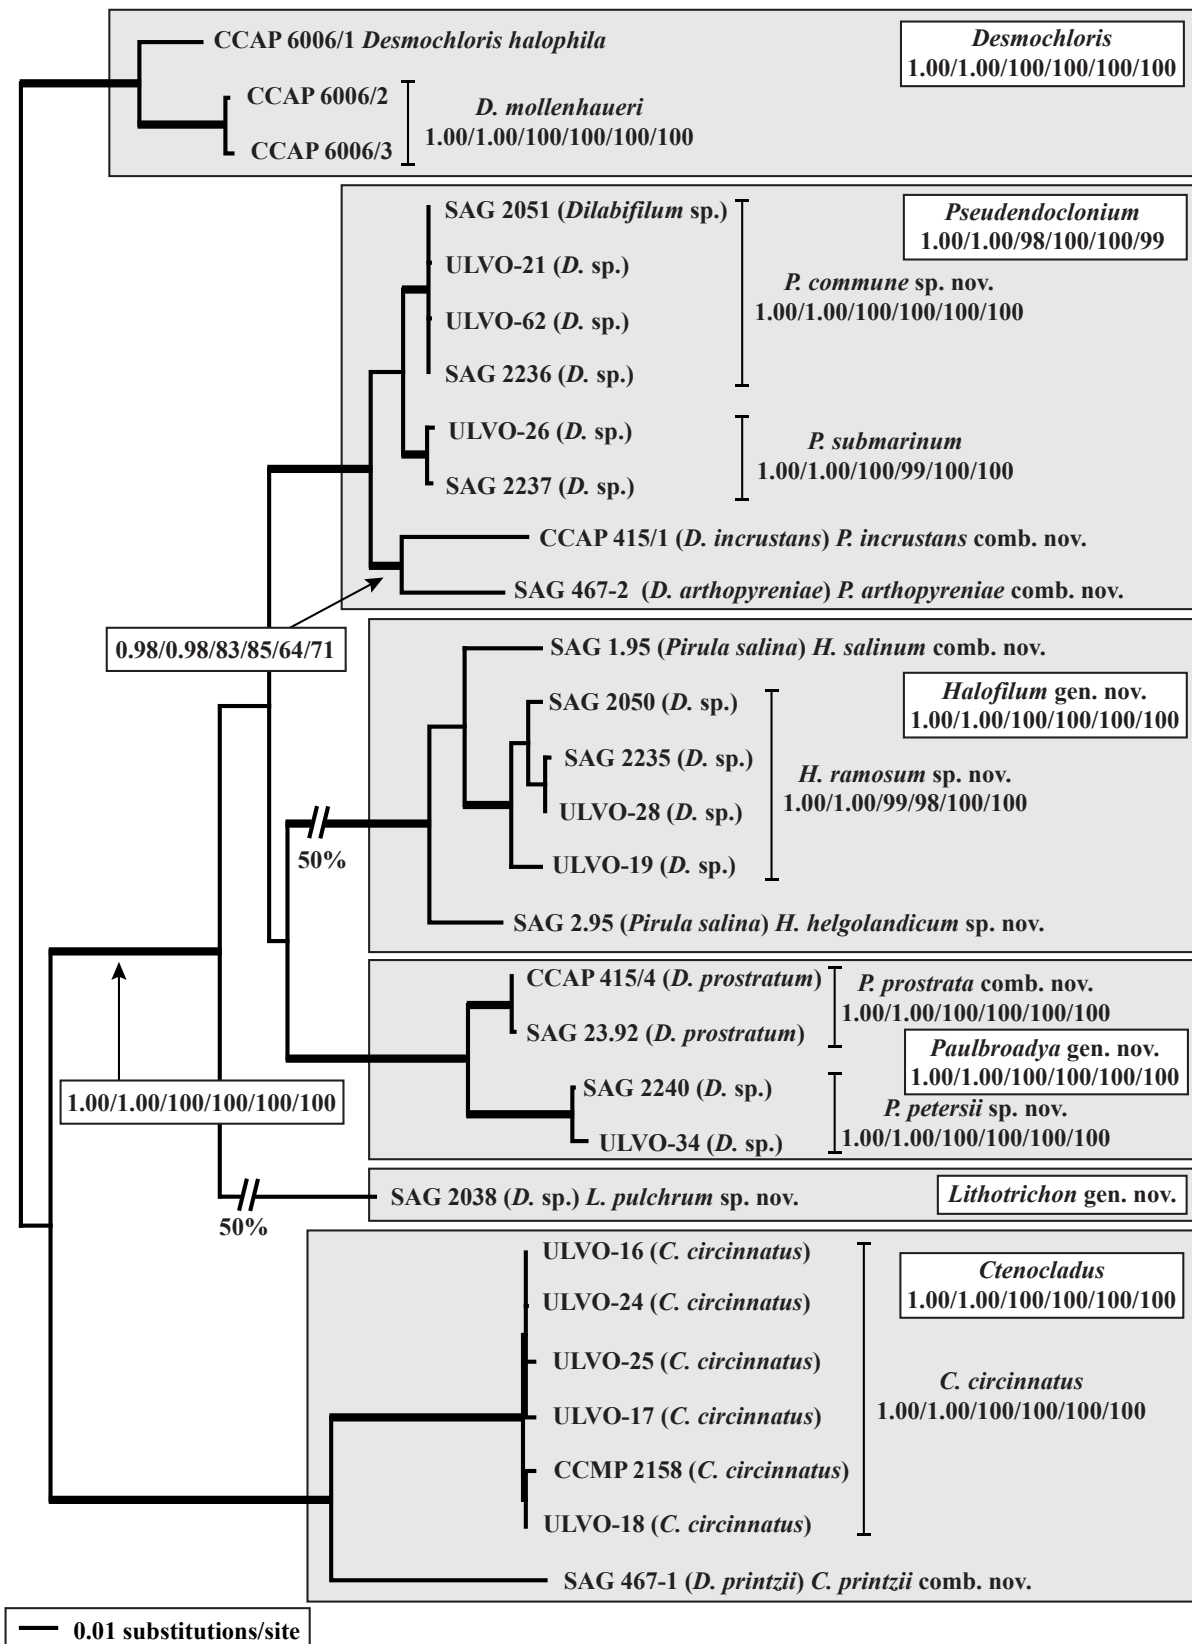 CCAP 6006/1 Desmochloris halophila
Desmochloris
1.00/1.00/100/100/100/100
CCAP 6006/2
CCAP 6006/3
D. mollenhaueri
1.00/1.00/100/100/100/100
SAG 2051 (Dilabifilum sp.)
ULVO-21 (D. sp.)
ULVO-62 (D. sp.)
SAG 2236 (D. sp.)
Pseudendoclonium
1.00/1.00/98/100/100/99
P. commune sp. nov.
1.00/1.00/100/100/100/100
ULVO-26 (D. sp.)
SAG 2237 (D. sp.)
P. submarinum
1.00/1.00/100/99/100/100
CCAP 415/1 (D. incrustans) P. incrustans comb. nov.
SAG 467-2 (D. arthopyreniae) P. arthopyreniae comb. nov.
0.98/0.98/83/85/64/71
SAG 1.95 (Pirula salina) H. salinum comb. nov.
Halofilum gen. nov.
1.00/1.00/100/100/100/100
SAG 2050 (D. sp.)
SAG 2235 (D. sp.)
ULVO-28 (D. sp.)
ULVO-19 (D. sp.)
H. ramosum sp. nov.
1.00/1.00/99/98/100/100
50%
SAG 2.95 (Pirula salina) H. helgolandicum sp. nov.
CCAP 415/4 (D. prostratum)
SAG 23.92 (D. prostratum)
P. prostrata comb. nov.
1.00/1.00/100/100/100/100
Paulbroadya gen. nov.
1.00/1.00/100/100/100/100
SAG 2240 (D. sp.)
ULVO-34 (D. sp.)
P. petersii sp. nov.
1.00/1.00/100/100/100/100
1.00/1.00/100/100/100/100
SAG 2038 (D. sp.) L. pulchrum sp. nov.
Lithotrichon gen. nov.
50%
ULVO-16 (C. circinnatus)
ULVO-24 (C. circinnatus)
ULVO-25 (C. circinnatus)
ULVO-17 (C. circinnatus)
CCMP 2158 (C. circinnatus)
ULVO-18 (C. circinnatus)
Ctenocladus
1.00/1.00/100/100/100/100
C. circinnatus
1.00/1.00/100/100/100/100
SAG 467-1 (D. printzii) C. printzii comb. nov.
0.01 substitutions/site